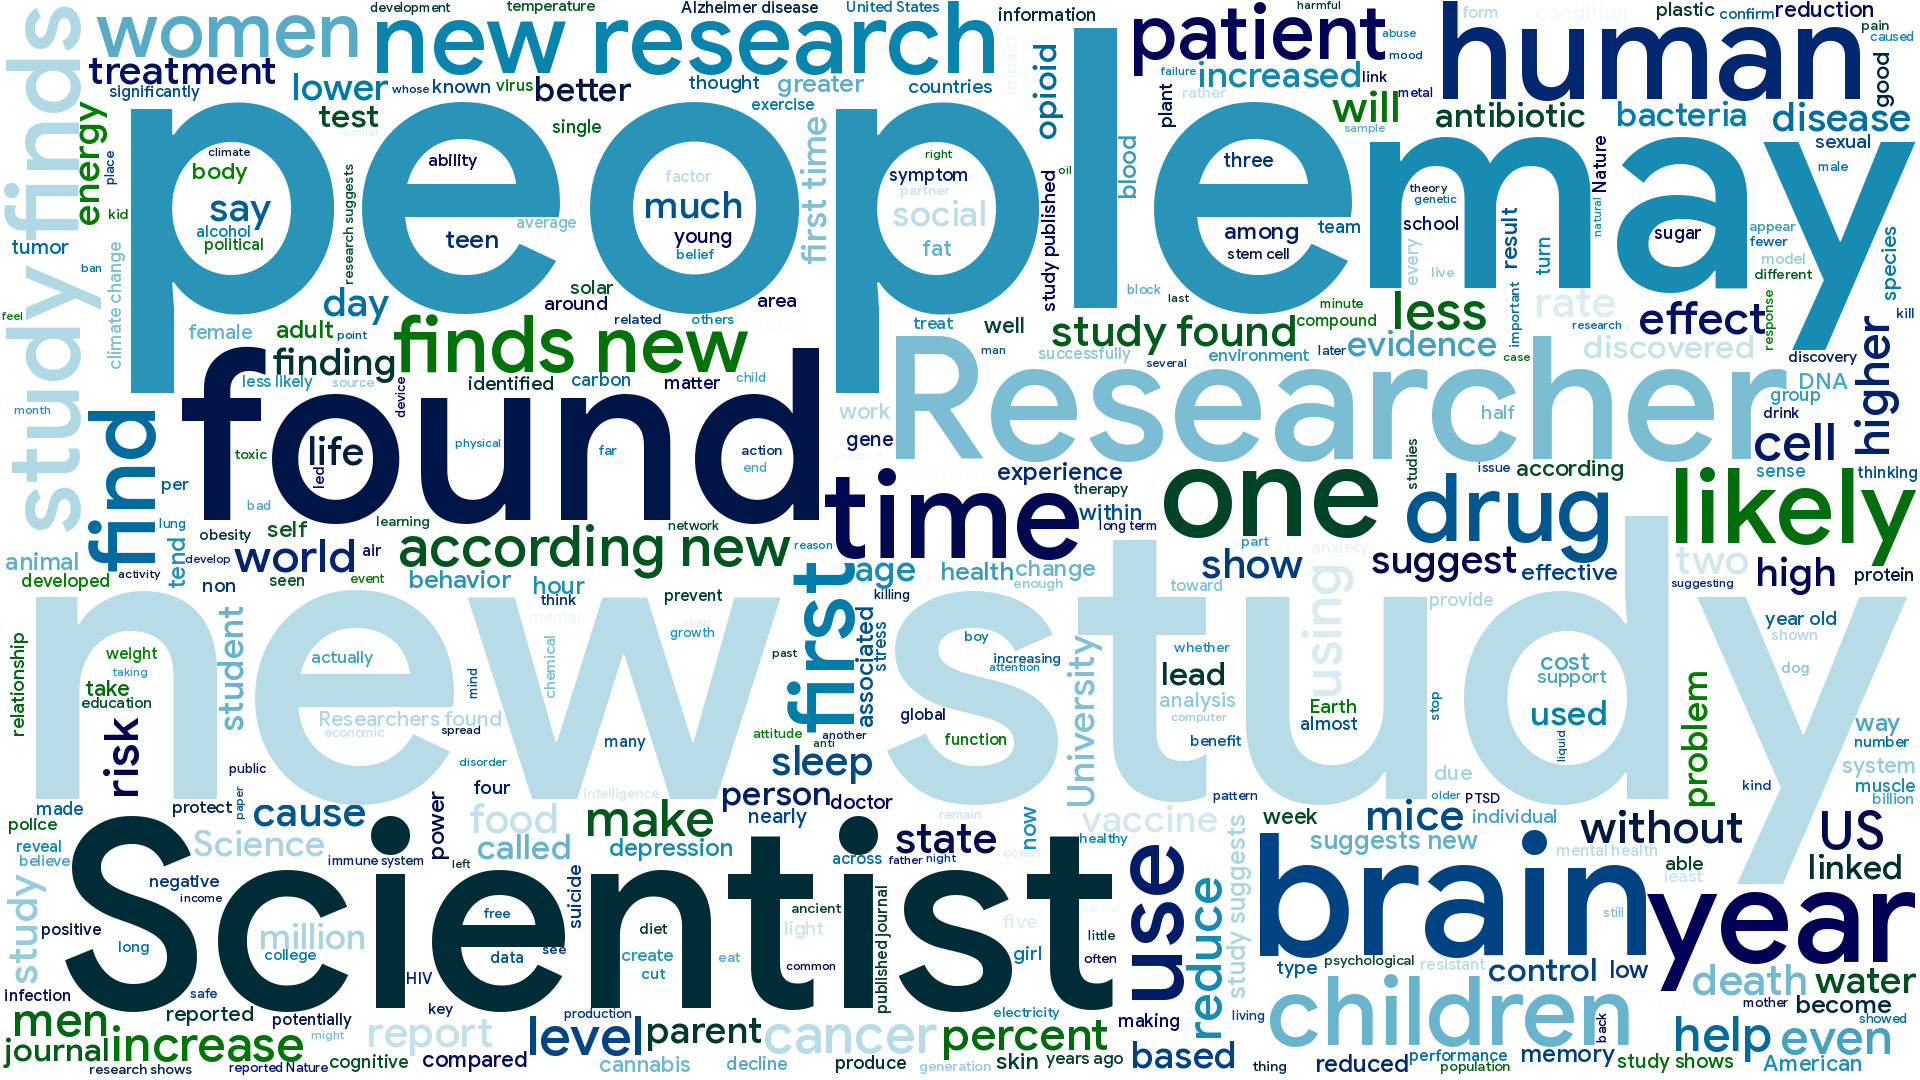 development
temperature
Alzheimer disease
United States
information
harmful
form
condition
plastic
confirm
reduction
women
new research
patient
human
abuse
mood
pain
caused
treatment
significantly
lower
whose
known
virus
better
thought
greater
exercise
countries
impact
opioid
failure
increased
link
rather
metal
plant
will
sample
antibiotic
bacteria
disease
good
study finds
energy
test
similar
single
people
may
climate
place
body
say
alcohol
political
kid
tumor
ban
climate change
feel
research suggests
ability
teen
average
factor
much
young
belief
first time
right
symptom
partner
social
fat
study published
oil
blood
three
among
stem cell
team
Nature
natural
theory
genetic
school
every
live
result
turn
sexual
male
sugar
appear
fewer
model
different
species
day
solar
around
area
related
others
sex
female
adult
point
finds new
finding
treat
well
man
block
last
study found
successfully
several
environment
minute
compound
later
less
evidence
case
important
rate
research
effect
discovered
response
kill
discovery
higher
less likely
source
device
identified
carbon
matter
child
found
Researcher
work
gene
half
DNA
group
drink
month
find
life
led
toxic
physical
far
action
end
violence
cell
per
bad
lung
self
obesity
learning
network
time
experience
therapy
within
long term
one
studies
issue
according
drug
likely
sense
thinking
animal
developed
activity
tend
develop
world
air
non
seen
event
according new
behavior
hour
think
reason
prevent
first
age
killing
health
change
enough
part
show
toward
anxiety
suggest
effective
two
suggesting
high
protein
new study
relationship
weight
taking
take
education
student
risk
actually
mind
chemical
mental
view
growth
past
associated
stress
boy
increasing
attention
University
whether
lead
analysis
computer
benefit
using
Earth
almost
provide
stop
cost
support
used
liquid
year old
shown
dog
problem
way
number
system
muscle
billion
kind
Researchers found
economic
spread
many
attitude
another
anti
global
function
sleep
disorder
public
paper
made
protect
cause
power
four
intelligence
person
doctor
nearly
food
make
remain
state
now
vaccine
healthy
pattern
week
due
older
PTSD
mice
individual
suggests new
without
US
police
reveal
believe
Science
immune system
left
called
depression
across
father
night
ocean
mental health
able
least
linked
Scientist
negative
income
study
positive
long
million
college
free
see
data
suicide
diet
create
cut
eat
ancient
light
common
published journal
five
girl
period
little
often
use
reduce
study suggests
brain
still
year
HIV
key
Infection
safe
reported
potentially
might
men
journal
increase
research shows
reported Nature
report
cognitive
compared
production
level
cannabis
parent
decline
cancer
produce
generation
electricity
percent
skin
years ago
making
based
living
thing
type
psychological
resistant
control
low
children
back
reduced
performance
population
memory
death
water
mother
become
help
even
showed
study shows
American